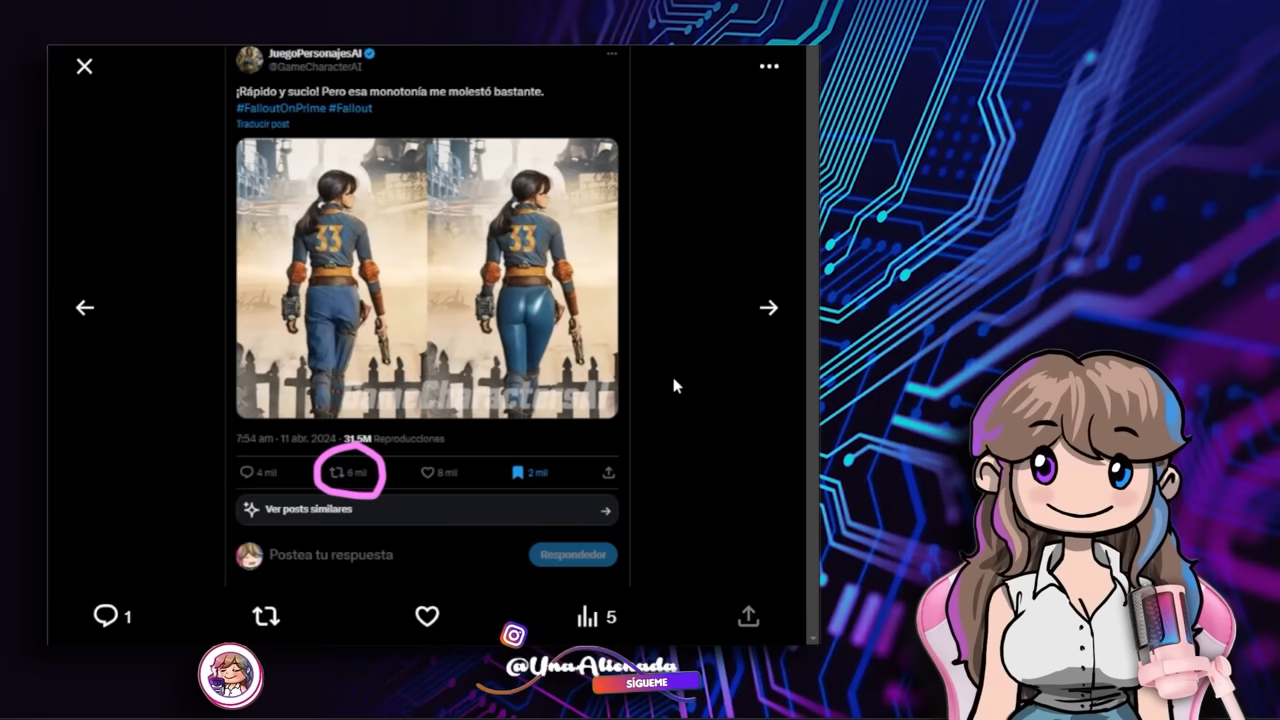 JuegoPersonajesAI
@GameCharacterAI
¡Rápido y sucio! Pero esa monotonía me molestó bastante.
#FalloutOnPrime #Fallout
Traducir post
33
33
GameCharactersAi
7:54 am · 11 abr. 2024 · 31,5M Reproducciones
4 mil
6 mil
8 mil
2 mil
Ver posts similares
Postea tu respuesta
Respondedor
1
5
@UnaAlienada
SÍGUEME